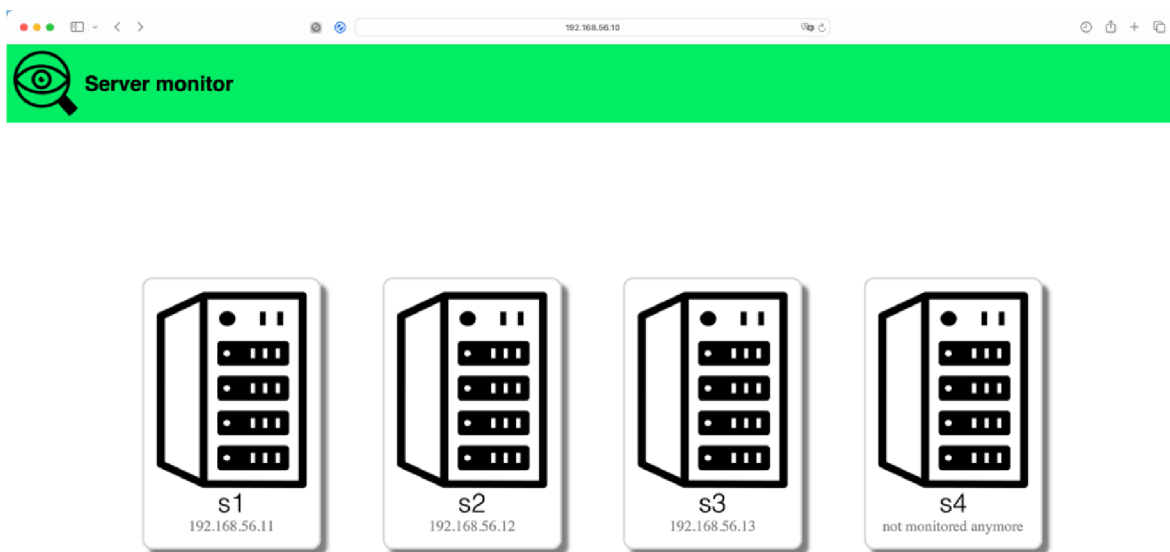 192.168.56.10
Server monitor
s1
192.168.56.11
s2
192.168.56.12
s3
192.168.56.13
s4
not monitored anymore